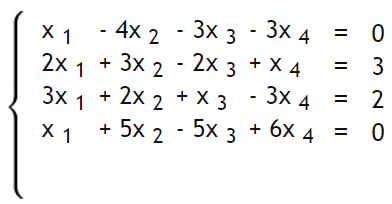 x 1 - 4x 2 - 3x 3 - 3x 4 = 0
2x 1 + 3x 2 - 2x 3 + x 4 = 3
3x 1 + 2x 2 + x 3 - 3x 4 = 2
x 1 + 5x 2 - 5x 3 + 6x 4 = 0